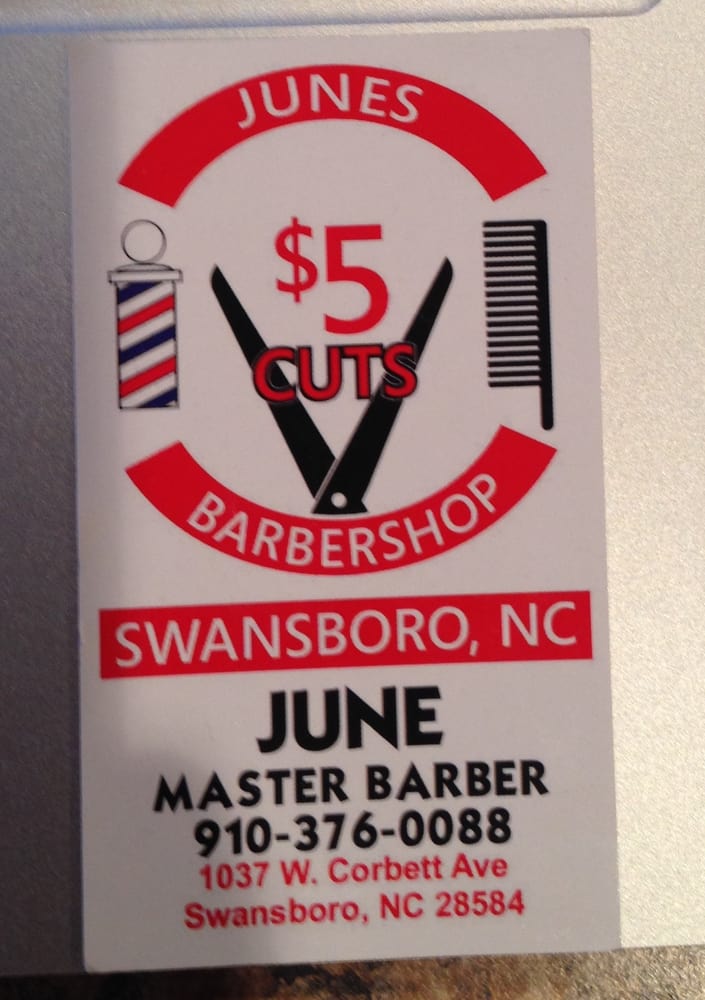 JUNES
$5
CUTS
BARBERSHOP
SWANSBORO, NC
JUNE
MASTER BARBER
910-376-0088
1037 W. Corbett Ave
Swansboro, NC 28584